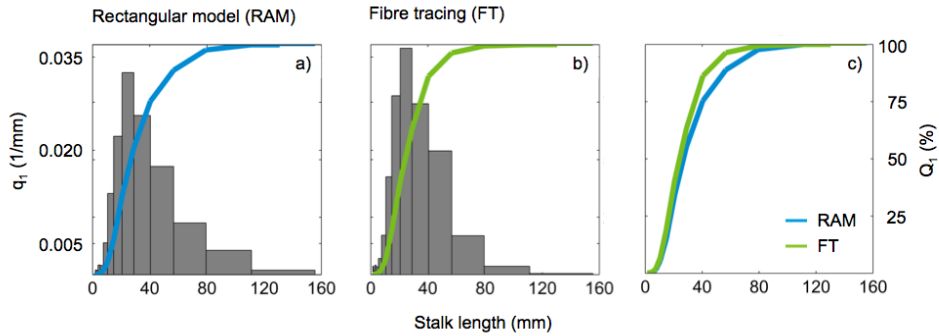 Rectangular model (RAM)
Fibre tracing (FT)
a)
b)
c)
q1 (1/mm)
0.035
0.020
0.005
0 40 80 120 160
0 40 80 120 160
0 40 80 120 160
Stalk length (mm)
100
75
50
25
Q1 (%)
RAM
FT